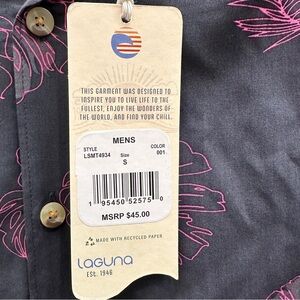 THIS GARMENT WAS DESIGNED TO
INSPIRE YOU TO LIVE LIFE TO THE
FULLEST, ENJOY THE WONDERS OF
THE WORLD, AND FIND YOUR CHILL.
MENS
STYLE Size COLOR
LSMT4934 S 001
1 95450 52575 0
MSRP $45.00
MADE WITH RECYCLED PAPER
LaGUna
EST. 1946